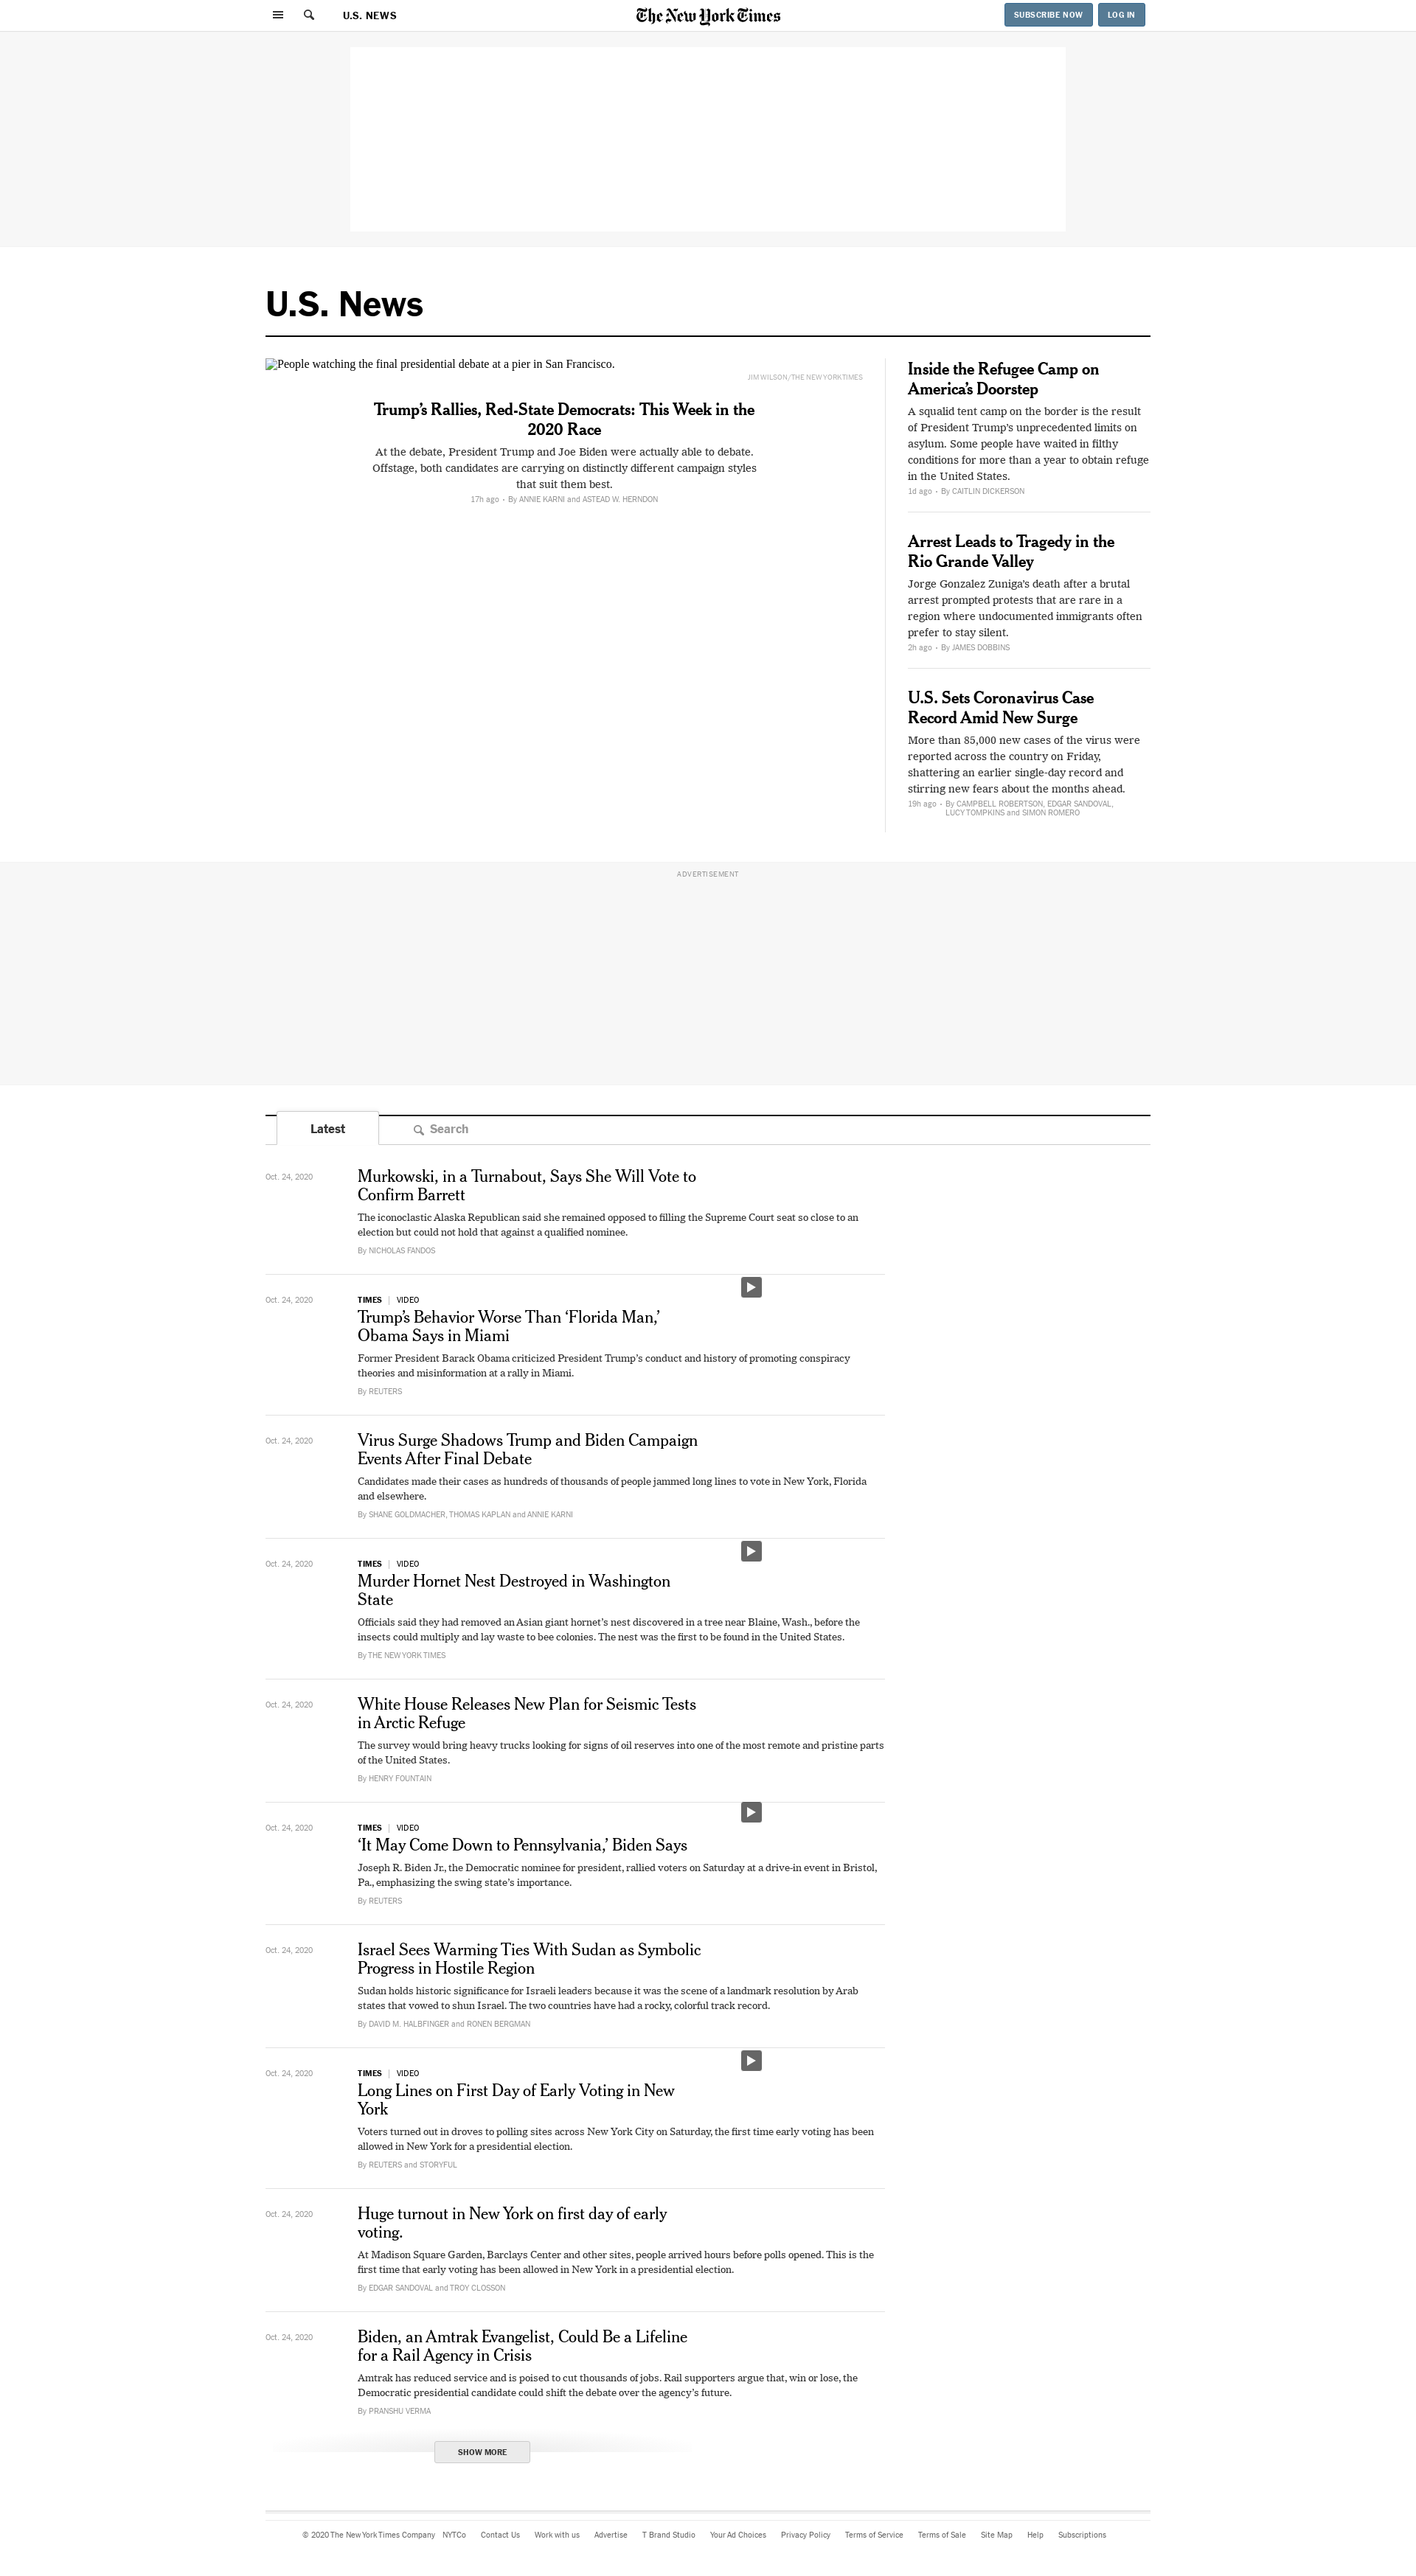 U.S. NEWS
The New York Times
SUBSCRIBE NOW
LOG IN
U.S. News
People watching the final presidential debate at a pier in San Francisco.
JIM WILSON/THE NEW YORK TIMES
Trump’s Rallies, Red-State Democrats: This Week in the
2020 Race
At the debate, President Trump and Joe Biden were actually able to debate.
Offstage, both candidates are carrying on distinctly different campaign styles
that suit them best.
17h ago • By ANNIE KARNI and ASTEAD W. HERNDON
Inside the Refugee Camp on
America’s Doorstep
A squalid tent camp on the border is the result
of President Trump’s unprecedented limits on
asylum. Some people have waited in filthy
conditions for more than a year to obtain refuge
in the United States.
1d ago • By CAITLIN DICKERSON
Arrest Leads to Tragedy in the
Rio Grande Valley
Jorge Gonzalez Zuniga’s death after a brutal
arrest prompted protests that are rare in a
region where undocumented immigrants often
prefer to stay silent.
2h ago • By JAMES DOBBINS
U.S. Sets Coronavirus Case
Record Amid New Surge
More than 85,000 new cases of the virus were
reported across the country on Friday,
shattering an earlier single-day record and
stirring new fears about the months ahead.
19h ago • By CAMPBELL ROBERTSON, EDGAR SANDOVAL,
LUCY TOMPKINS and SIMON ROMERO
ADVERTISEMENT
Latest
Search
Oct. 24, 2020
Murkowski, in a Turnabout, Says She Will Vote to
Confirm Barrett
The iconoclastic Alaska Republican said she remained opposed to filling the Supreme Court seat so close to an
election but could not hold that against a qualified nominee.
By NICHOLAS FANDOS
Oct. 24, 2020
TIMES | VIDEO
Trump’s Behavior Worse Than ‘Florida Man,’
Obama Says in Miami
Former President Barack Obama criticized President Trump’s conduct and history of promoting conspiracy
theories and misinformation at a rally in Miami.
By REUTERS
Oct. 24, 2020
Virus Surge Shadows Trump and Biden Campaign
Events After Final Debate
Candidates made their cases as hundreds of thousands of people jammed long lines to vote in New York, Florida
and elsewhere.
By SHANE GOLDMACHER, THOMAS KAPLAN and ANNIE KARNI
Oct. 24, 2020
TIMES | VIDEO
Murder Hornet Nest Destroyed in Washington
State
Officials said they had removed an Asian giant hornet’s nest discovered in a tree near Blaine, Wash., before the
insects could multiply and lay waste to bee colonies. The nest was the first to be found in the United States.
By THE NEW YORK TIMES
Oct. 24, 2020
White House Releases New Plan for Seismic Tests
in Arctic Refuge
The survey would bring heavy trucks looking for signs of oil reserves into one of the most remote and pristine parts
of the United States.
By HENRY FOUNTAIN
Oct. 24, 2020
TIMES | VIDEO
‘It May Come Down to Pennsylvania,’ Biden Says
Joseph R. Biden Jr., the Democratic nominee for president, rallied voters on Saturday at a drive-in event in Bristol,
Pa., emphasizing the swing state’s importance.
By REUTERS
Oct. 24, 2020
Israel Sees Warming Ties With Sudan as Symbolic
Progress in Hostile Region
Sudan holds historic significance for Israeli leaders because it was the scene of a landmark resolution by Arab
states that vowed to shun Israel. The two countries have had a rocky, colorful track record.
By DAVID M. HALBFINGER and RONEN BERGMAN
Oct. 24, 2020
TIMES | VIDEO
Long Lines on First Day of Early Voting in New
York
Voters turned out in droves to polling sites across New York City on Saturday, the first time early voting has been
allowed in New York for a presidential election.
By REUTERS and STORYFUL
Oct. 24, 2020
Huge turnout in New York on first day of early
voting.
At Madison Square Garden, Barclays Center and other sites, people arrived hours before polls opened. This is the
first time that early voting has been allowed in New York in a presidential election.
By EDGAR SANDOVAL and TROY CLOSSON
Oct. 24, 2020
Biden, an Amtrak Evangelist, Could Be a Lifeline
for a Rail Agency in Crisis
Amtrak has reduced service and is poised to cut thousands of jobs. Rail supporters argue that, win or lose, the
Democratic presidential candidate could shift the debate over the agency’s future.
By PRANSHU VERMA
SHOW MORE
© 2020 The New York Times Company NYTCo Contact Us Work with us Advertise T Brand Studio Your Ad Choices Privacy Policy Terms of Service Terms of Sale Site Map Help Subscriptions